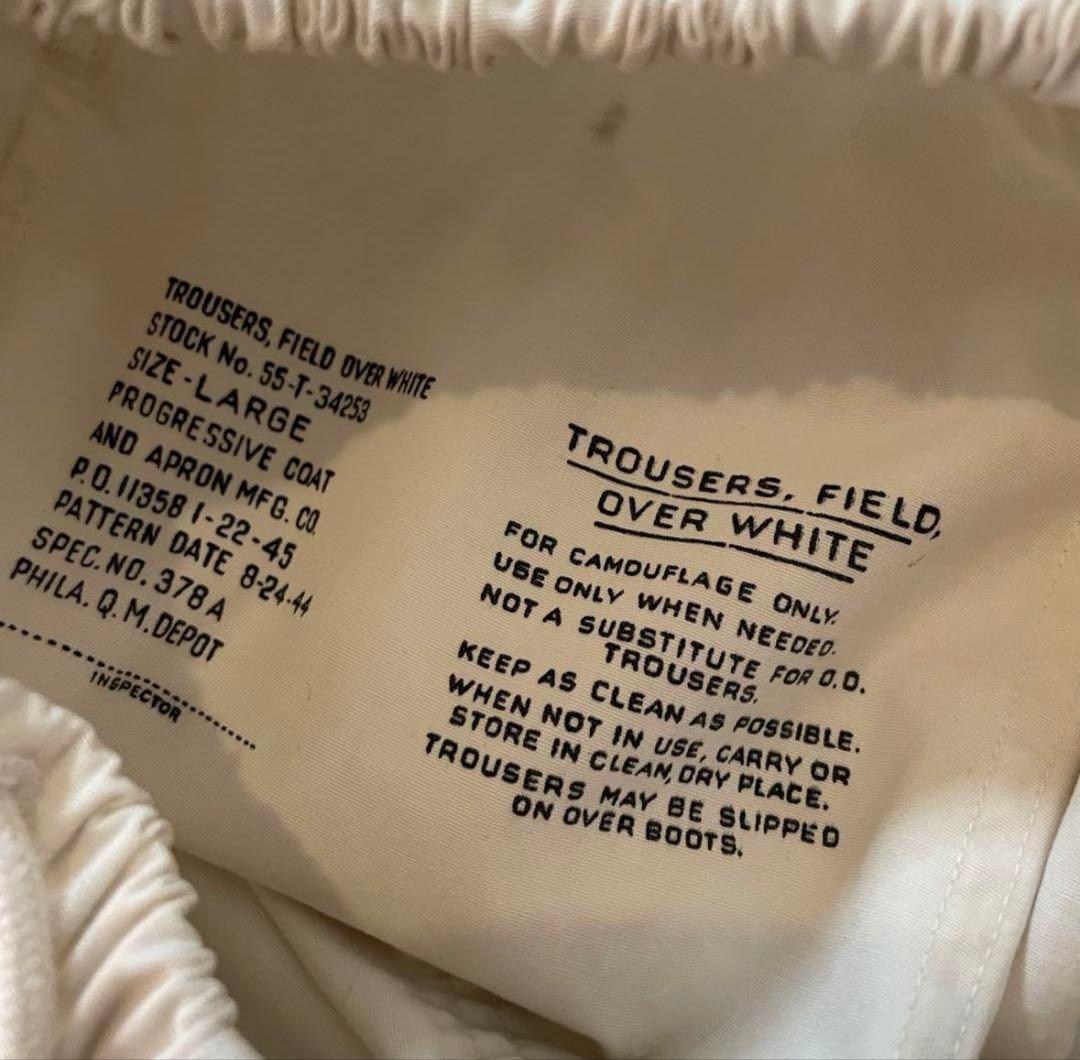 TROUSERS, FIELD OVER WHITE
STOCK No. 55-T-34253
SIZE - LARGE
PROGRESSIVE COAT
AND APRON MFG. CO.
P.O. 11358 1-22-45
PATTERN DATE 8-24-44
SPEC. NO. 378A
PHILA. Q.M. DEPOT
INSPECTOR
TROUSERS, FIELD,
OVER WHITE
FOR CAMOUFLAGE ONLY.
USE ONLY WHEN NEEDED.
NOT A SUBSTITUTE FOR O.D.
TROUSERS.
KEEP AS CLEAN AS POSSIBLE.
WHEN NOT IN USE, CARRY OR
STORE IN CLEAN, DRY PLACE.
TROUSERS MAY BE SLIPPED
ON OVER BOOTS.